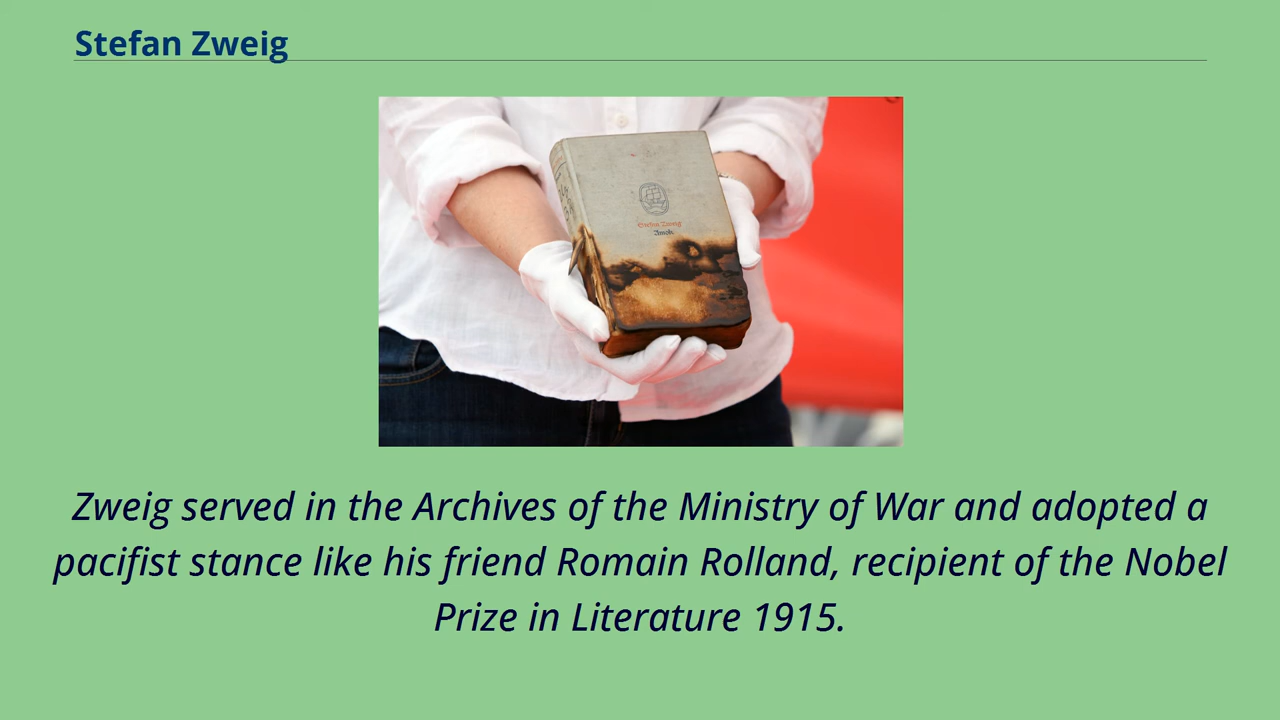 Stefan Zweig
Stefan Zweig
Amok
Zweig served in the Archives of the Ministry of War and adopted a
pacifist stance like his friend Romain Rolland, recipient of the Nobel
Prize in Literature 1915.